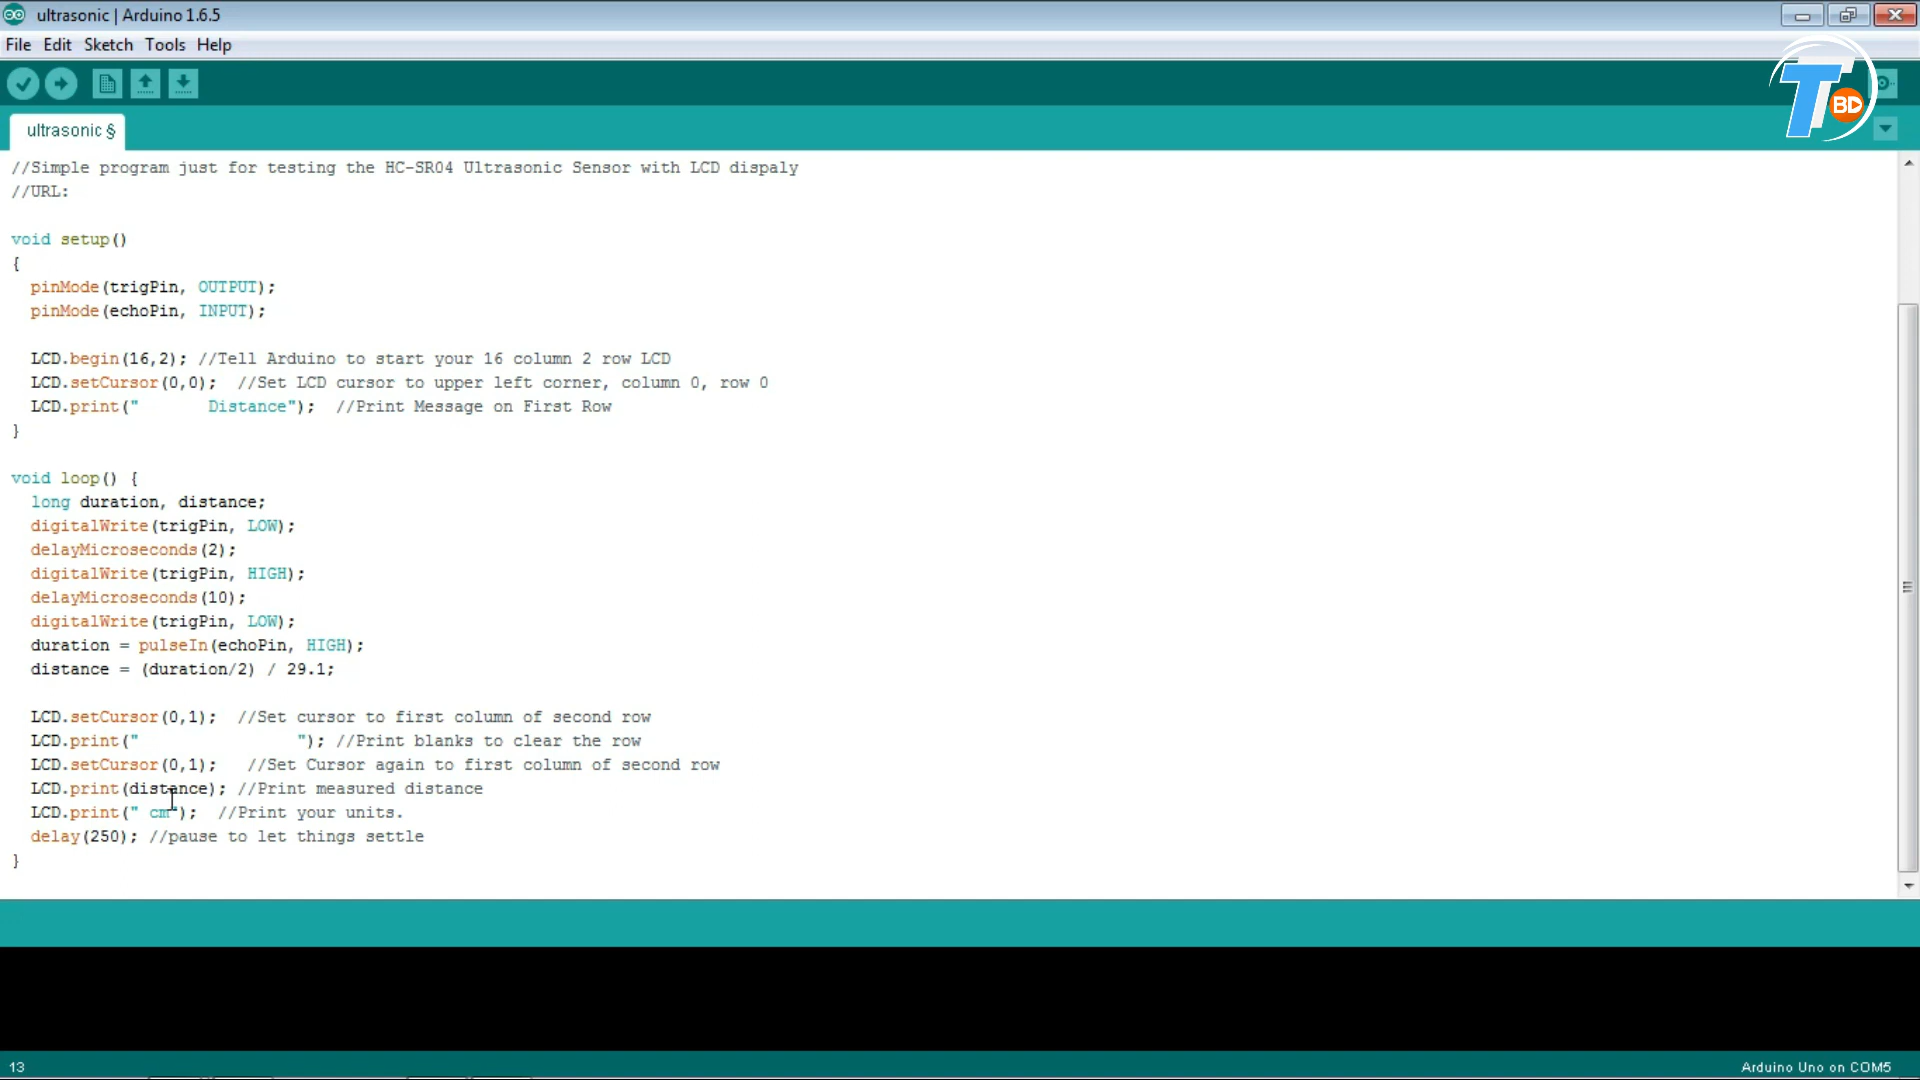 ultrasonic | Arduino 1.6.5
File Edit Sketch Tools Help
T BD
ultrasonic §
//Simple program just for testing the HC-SR04 Ultrasonic Sensor with LCD dispaly
//URL:
void setup()
{
  pinMode(trigPin, OUTPUT);
  pinMode(echoPin, INPUT);
  LCD.begin(16,2); //Tell Arduino to start your 16 column 2 row LCD
  LCD.setCursor(0,0);  //Set LCD cursor to upper left corner, column 0, row 0
  LCD.print("       Distance");  //Print Message on First Row
}
void loop() {
  long duration, distance;
  digitalWrite(trigPin, LOW);
  delayMicroseconds(2);
  digitalWrite(trigPin, HIGH);
  delayMicroseconds(10);
  digitalWrite(trigPin, LOW);
  duration = pulseIn(echoPin, HIGH);
  distance = (duration/2) / 29.1;
  LCD.setCursor(0,1);  //Set cursor to first column of second row
  LCD.print("                "); //Print blanks to clear the row
  LCD.setCursor(0,1);   //Set Cursor again to first column of second row
  LCD.print(distance); //Print measured distance
  LCD.print(" cm");  //Print your units.
  delay(250); //pause to let things settle
}
13
Arduino Uno on COM5